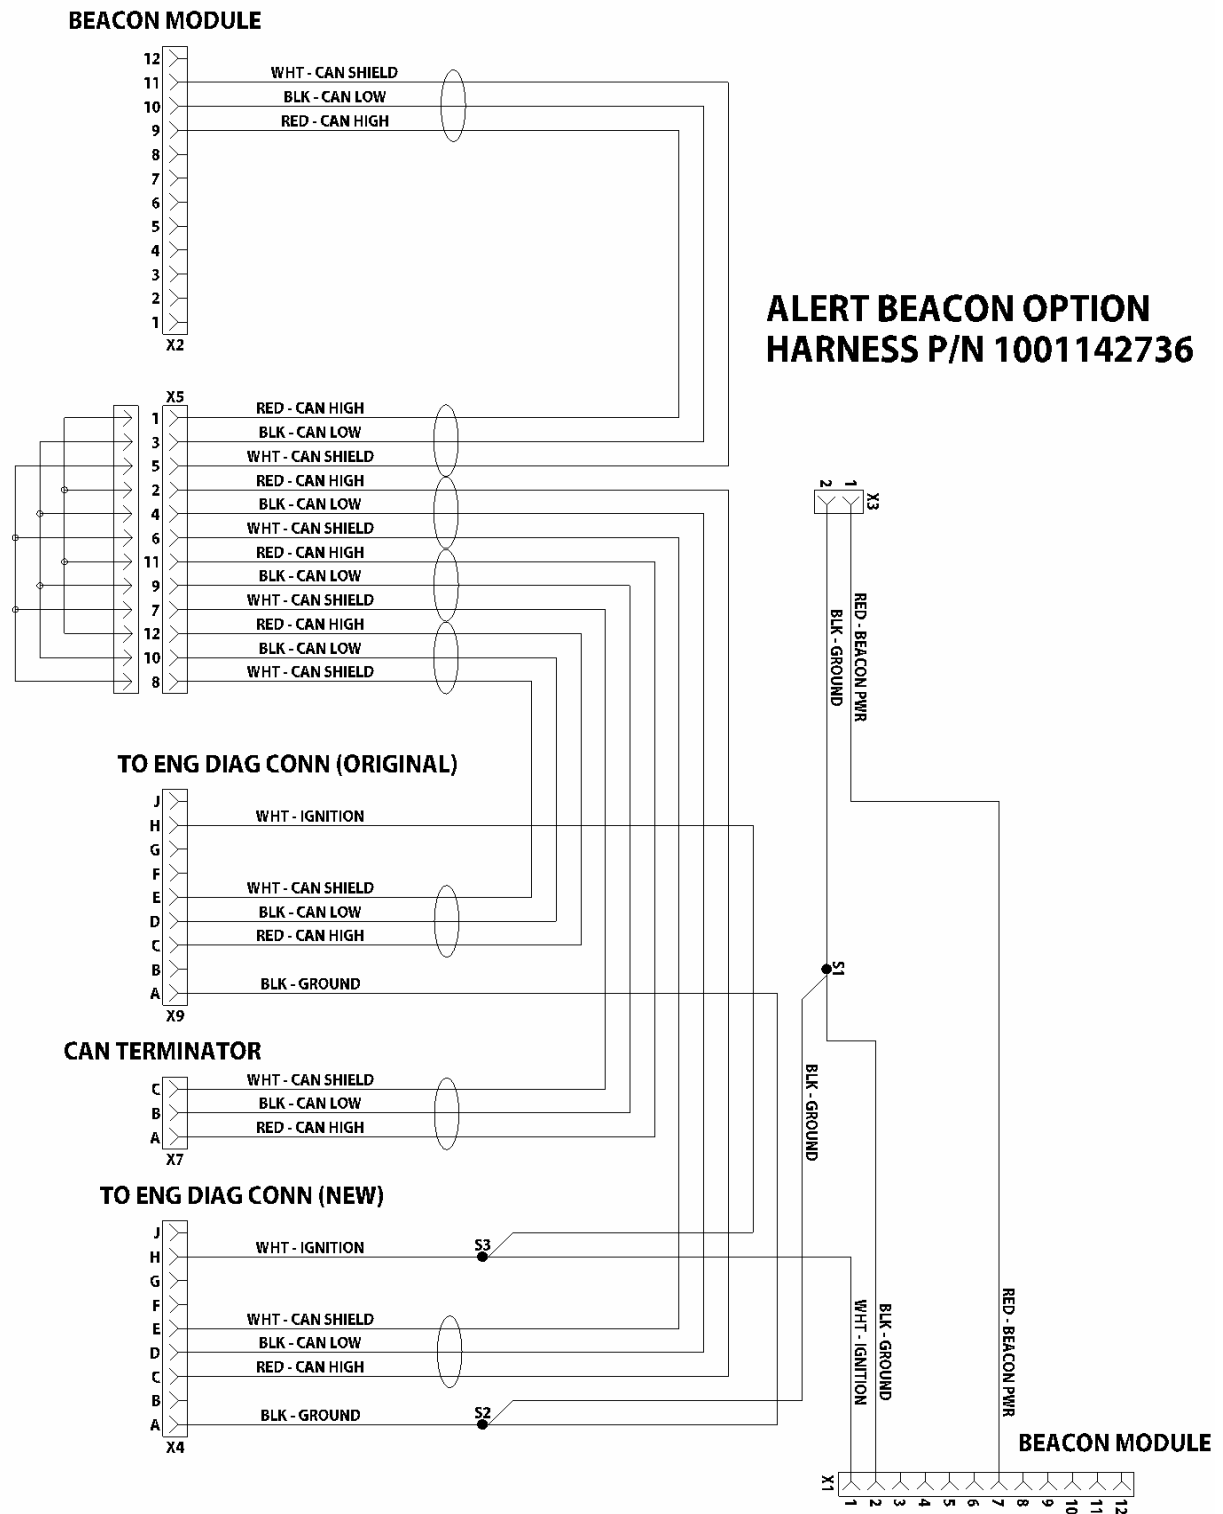 BEACON MODULE
12
11 WHT - CAN SHIELD
10 BLK - CAN LOW
9 RED - CAN HIGH
8
7
6
5
4
3
2
1
X2
ALERT BEACON OPTION
HARNESS P/N 1001142736
X5
1 RED - CAN HIGH
3 BLK - CAN LOW
5 WHT - CAN SHIELD
2 RED - CAN HIGH
4 BLK - CAN LOW
6 WHT - CAN SHIELD
11 RED - CAN HIGH
9 BLK - CAN LOW
7 WHT - CAN SHIELD
12 RED - CAN HIGH
10 BLK - CAN LOW
8 WHT - CAN SHIELD
2 1 X3
BLK - GROUND
RED - BEACON PWR
TO ENG DIAG CONN (ORIGINAL)
J
H WHT - IGNITION
G
F
E WHT - CAN SHIELD
D BLK - CAN LOW
C RED - CAN HIGH
B
A BLK - GROUND
X9
S1
BLK - GROUND
CAN TERMINATOR
C WHT - CAN SHIELD
B BLK - CAN LOW
A RED - CAN HIGH
X7
TO ENG DIAG CONN (NEW)
J
H WHT - IGNITION S3
G
F
E WHT - CAN SHIELD
D BLK - CAN LOW
C RED - CAN HIGH
B
A BLK - GROUND S2
X4
WHT - IGNITION
BLK - GROUND
RED - BEACON PWR
BEACON MODULE
X1 1 2 3 4 5 6 7 8 9 10 11 12